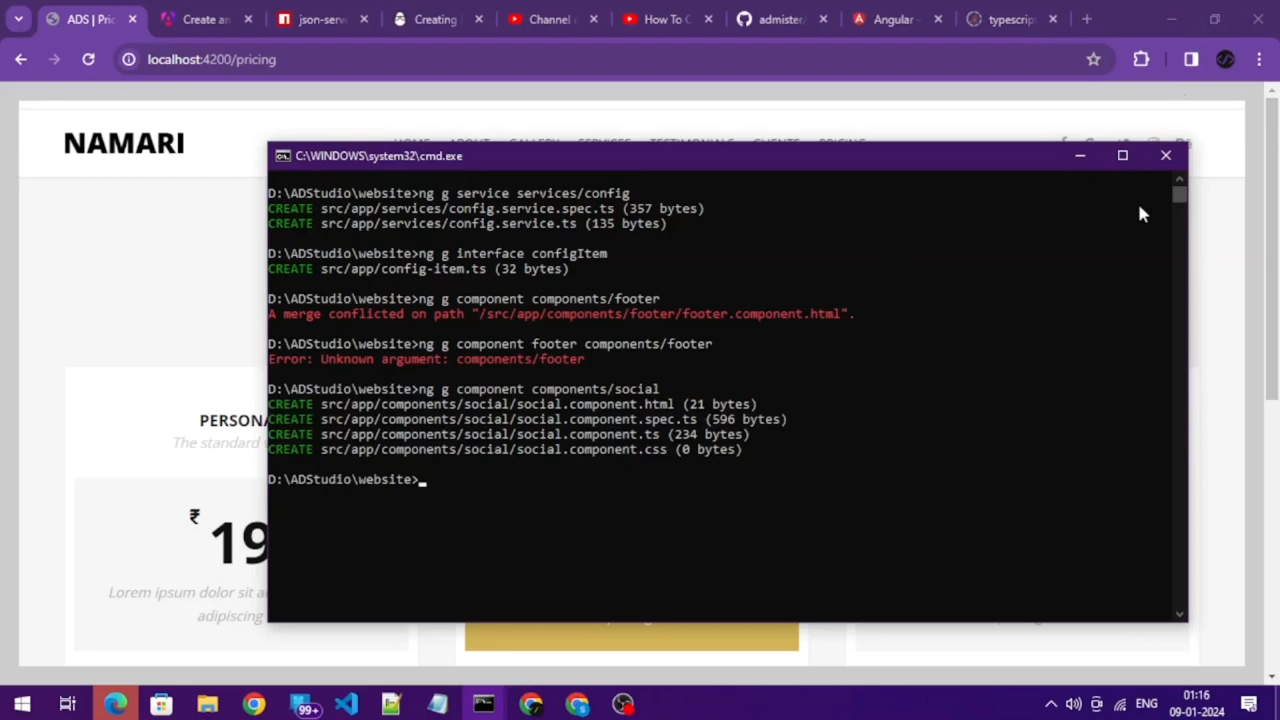 ADS | Pric
Create an
json-serv
Creating
Channel
How To C
admister/
Angular -
typescrip
localhost:4200/pricing
NAMARI
HOME ABOUT GALLERY SERVICES TESTIMONIALS CLIENTS PRICING
C:\WINDOWS\system32\cmd.exe
D:\ADStudio\website>ng g service services/config
CREATE src/app/services/config.service.spec.ts (357 bytes)
CREATE src/app/services/config.service.ts (135 bytes)
D:\ADStudio\website>ng g interface configItem
CREATE src/app/config-item.ts (32 bytes)
D:\ADStudio\website>ng g component components/footer
A merge conflicted on path "/src/app/components/footer/footer.component.html".
D:\ADStudio\website>ng g component footer components/footer
Error: Unknown argument: components/footer
D:\ADStudio\website>ng g component components/social
CREATE src/app/components/social/social.component.html (21 bytes)
CREATE src/app/components/social/social.component.spec.ts (596 bytes)
CREATE src/app/components/social/social.component.ts (234 bytes)
CREATE src/app/components/social/social.component.css (0 bytes)
D:\ADStudio\website>
PERSONA
The standard
₹
19
Lorem ipsum dolor sit a
adipiscing
99+
ENG
01:16
09-01-2024